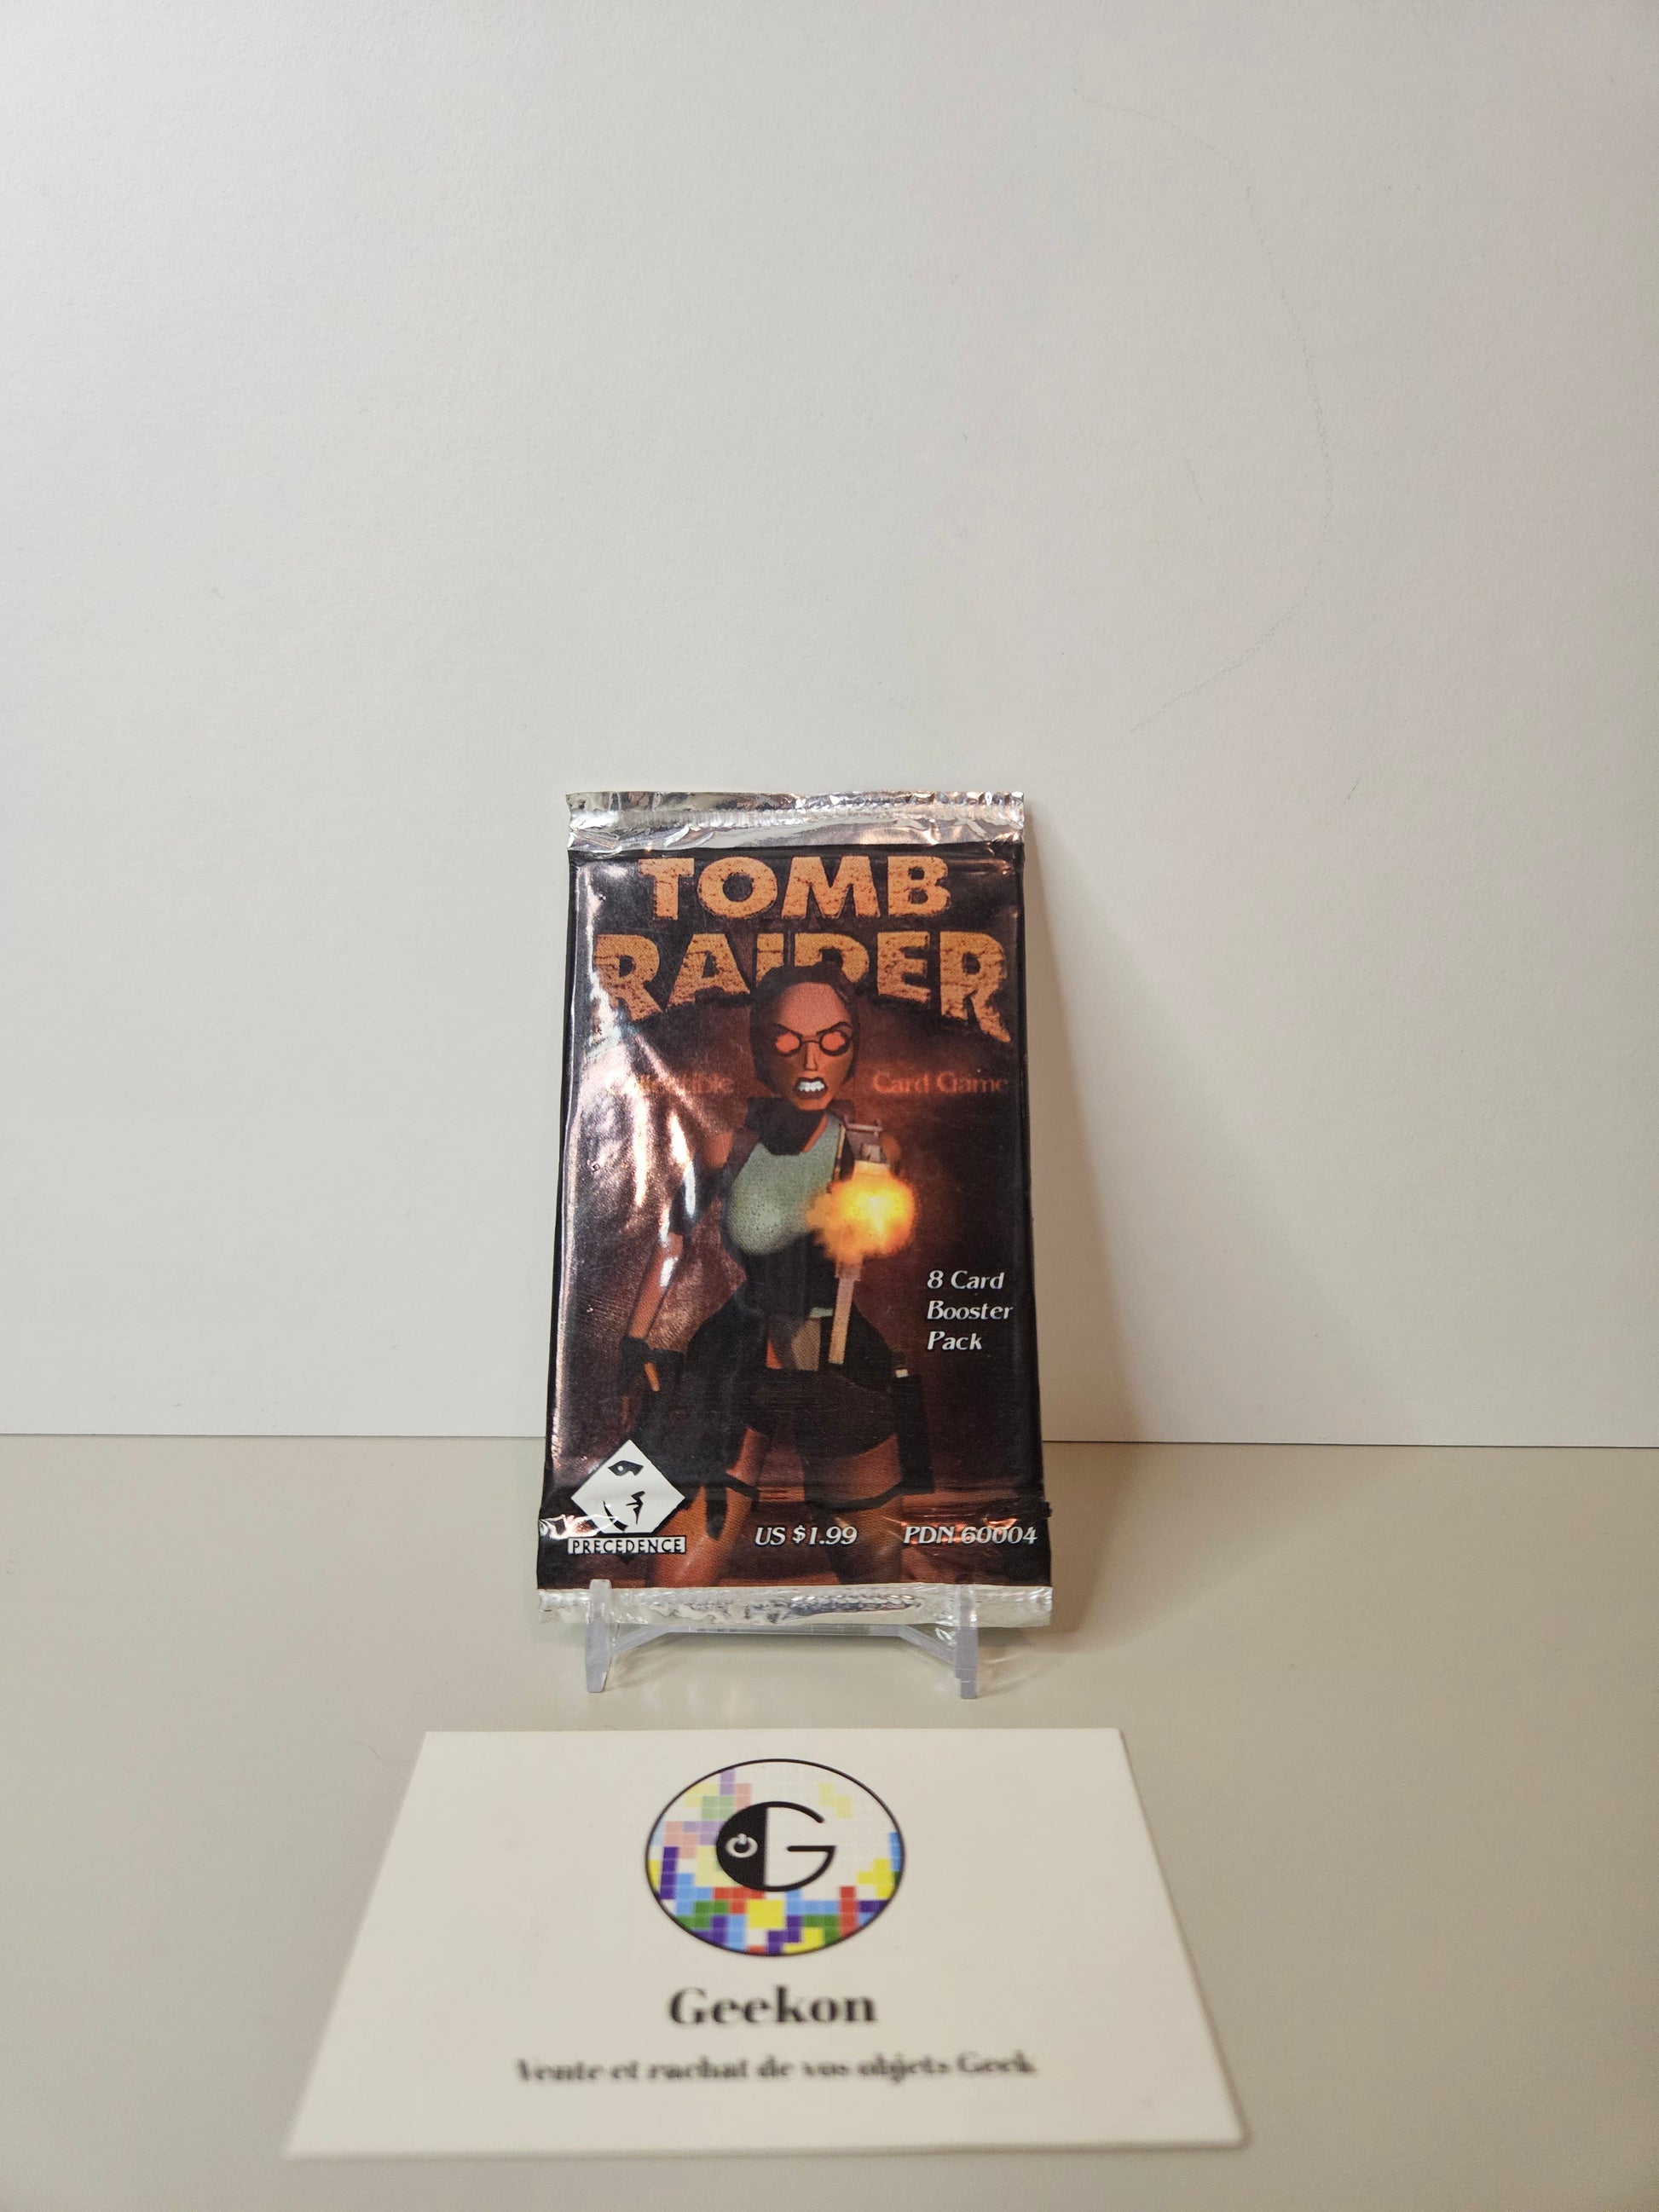 TOMB
RAIDER
Collectible Card Game
8 Card
Booster
Pack
PRECEDENCE
US $1.99 PDN 60004
G
Geekon
Vente et rachat de vos objets Geek